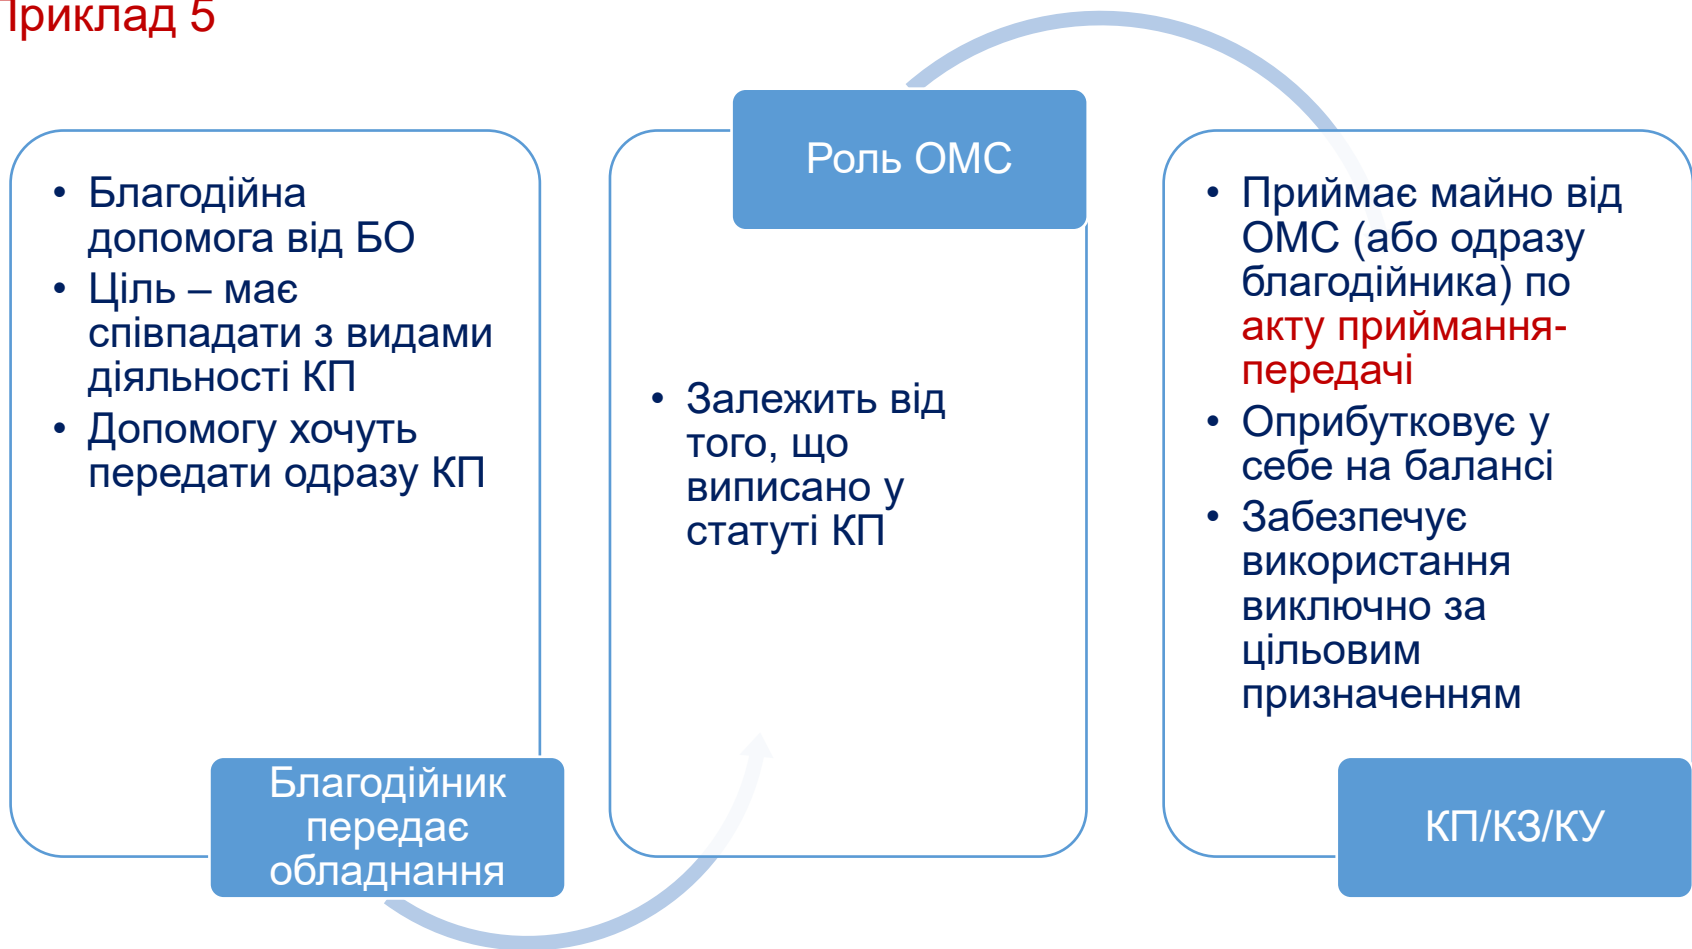 Приклад 5
• Благодійна
допомога від БО
• Ціль – має
співпадати з видами
діяльності КП
• Допомогу хочуть
передати одразу КП
Благодійник
передає
обладнання
Роль ОМС
• Залежить від
того, що
виписано у
статуті КП
• Приймає майно від
ОМС (або одразу
благодійника) по
акту приймання-
передачі
• Оприбутковує у
себе на балансі
• Забезпечує
використання
виключно за
цільовим
призначенням
КП/КЗ/КУ